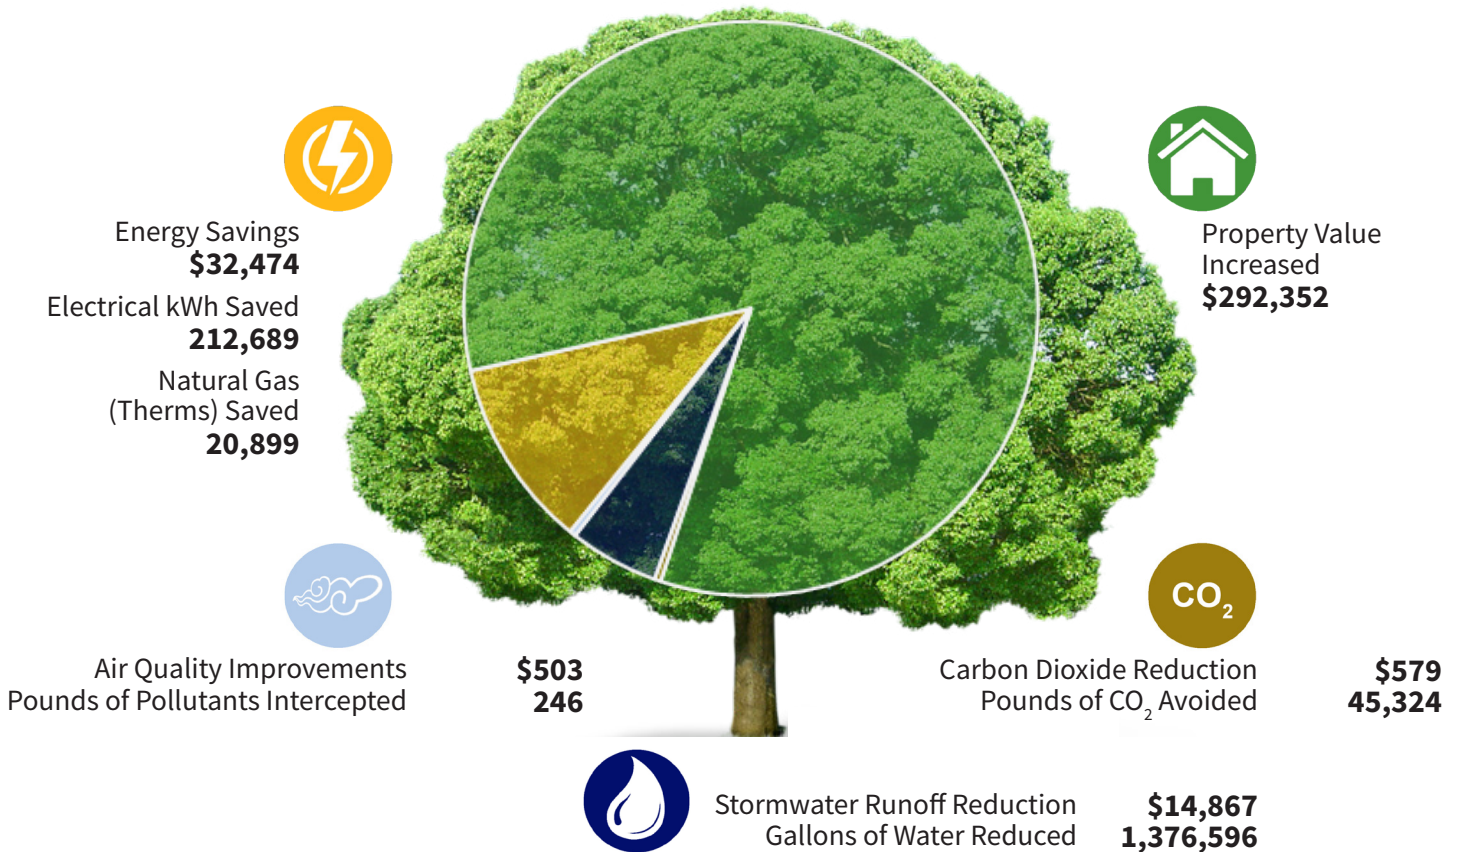 Energy Savings
$32,474
Electrical kWh Saved
212,689
Natural Gas
(Therms) Saved
20,899
Property Value
Increased
$292,352
Air Quality Improvements $503
Pounds of Pollutants Intercepted 246
CO2
Carbon Dioxide Reduction $579
Pounds of CO2 Avoided 45,324
Stormwater Runoff Reduction $14,867
Gallons of Water Reduced 1,376,596